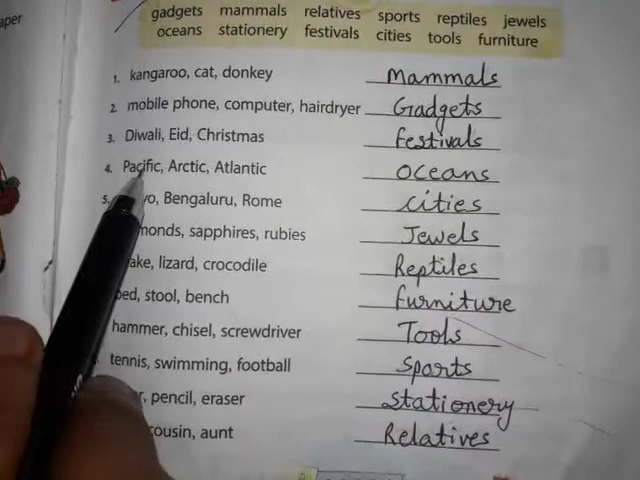 aper
gadgets mammals relatives sports reptiles jewels
oceans stationery festivals cities tools furniture
1. kangaroo, cat, donkey Mammals
2. mobile phone, computer, hairdryer Gadgets
3. Diwali, Eid, Christmas festivals
4. Pacific, Arctic, Atlantic oceans
5. Bengaluru, Rome cities
sapphires, rubies Jewels
lizard, crocodile Reptiles
bed, stool, bench furniture
hammer, chisel, screwdriver Tools
tennis, swimming, football Sports
pencil, eraser Stationery
cousin, aunt Relatives